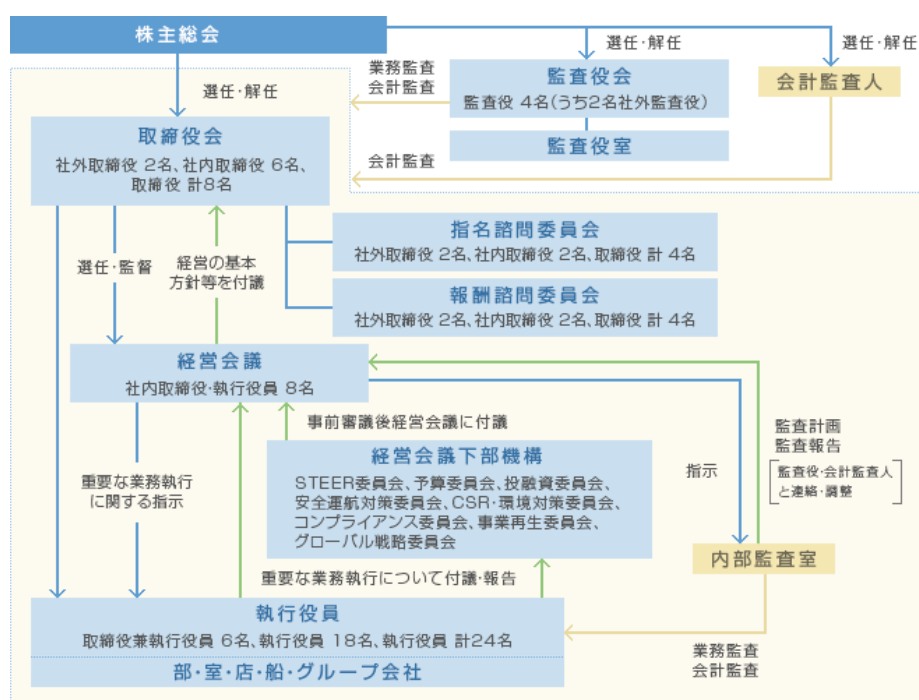 株主総会
選任・解任
選任・解任
選任・解任
業務監査
会計監査
監査役会
監査役 4名(うち2名社外監査役)
監査役室
会計監査人
会計監査
取締役会
社外取締役 2名、社内取締役 6名、
取締役 計8名
指名諮問委員会
社外取締役 2名、社内取締役 2名、取締役 計 4名
報酬諮問委員会
社外取締役 2名、社内取締役 2名、取締役 計 4名
選任・監督
経営の基本
方針等を付議
経営会議
社内取締役・執行役員 8名
事前審議後経営会議に付議
経営会議下部機構
STEER委員会、予算委員会、投融資委員会、
安全運航対策委員会、CSR・環境対策委員会、
コンプライアンス委員会、事業再生委員会、
グローバル戦略委員会
重要な業務執行
に関する指示
指示
監査計画
監査報告
監査役・会計監査人
と連絡・調整
内部監査室
重要な業務執行について付議・報告
執行役員
取締役兼執行役員 6名、執行役員 18名、執行役員 計24名
部・室・店・船・グループ会社
業務監査
会計監査